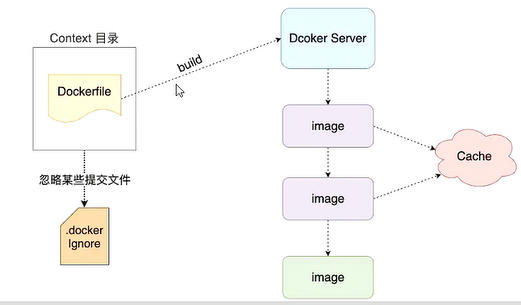 Context 目录
Dockerfile
build
Dcoker Server
image
image
image
Cache
忽略某些提交文件
.docker
Ignore